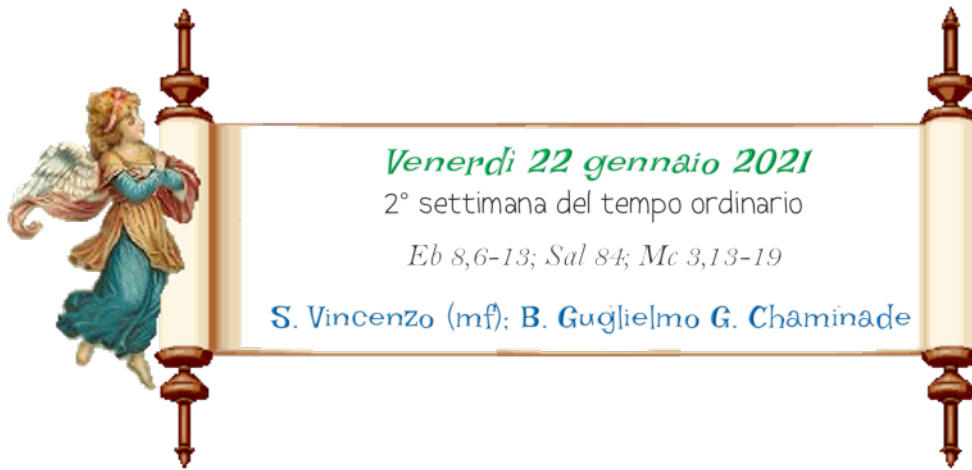 Venerdì 22 gennaio 2021
2° settimana del tempo ordinario
Eb 8,6-13; Sal 84; Mc 3,13-19
S. Vincenzo (mf); B. Guglielmo G. Chaminade